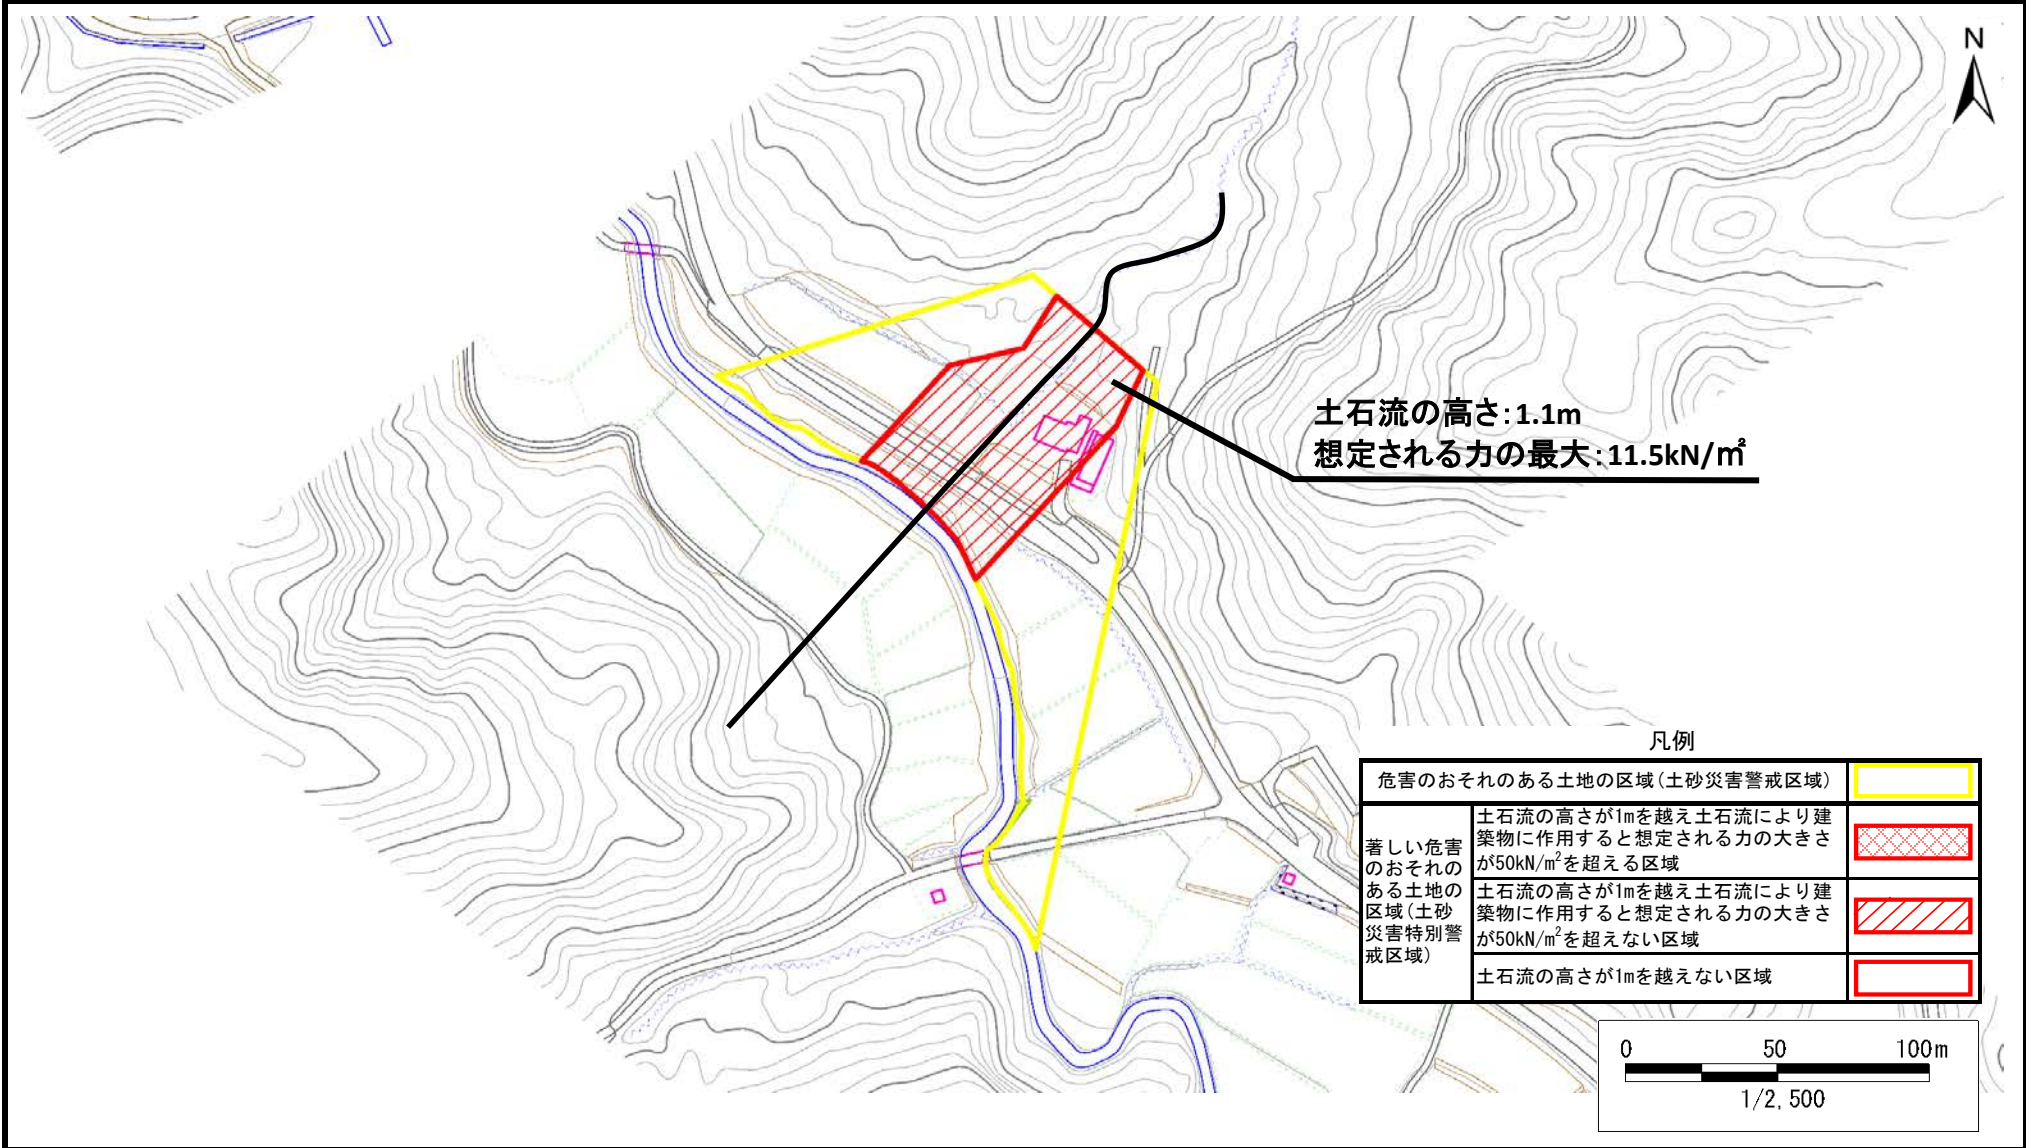 N
土石流の高さ:1.1m
想定される力の最大:11.5kN/㎡
凡例
危害のおそれのある土地の区域(土砂災害警戒区域)
著しい危害
のおそれの
ある土地の
区域(土砂
災害特別警
戒区域)
土石流の高さが1mを越え土石流により建
築物に作用すると想定される力の大きさ
が50kN/m²を超える区域
土石流の高さが1mを越え土石流により建
築物に作用すると想定される力の大きさ
が50kN/m²を超えない区域
土石流の高さが1mを越えない区域
0 50 100m
1/2,500